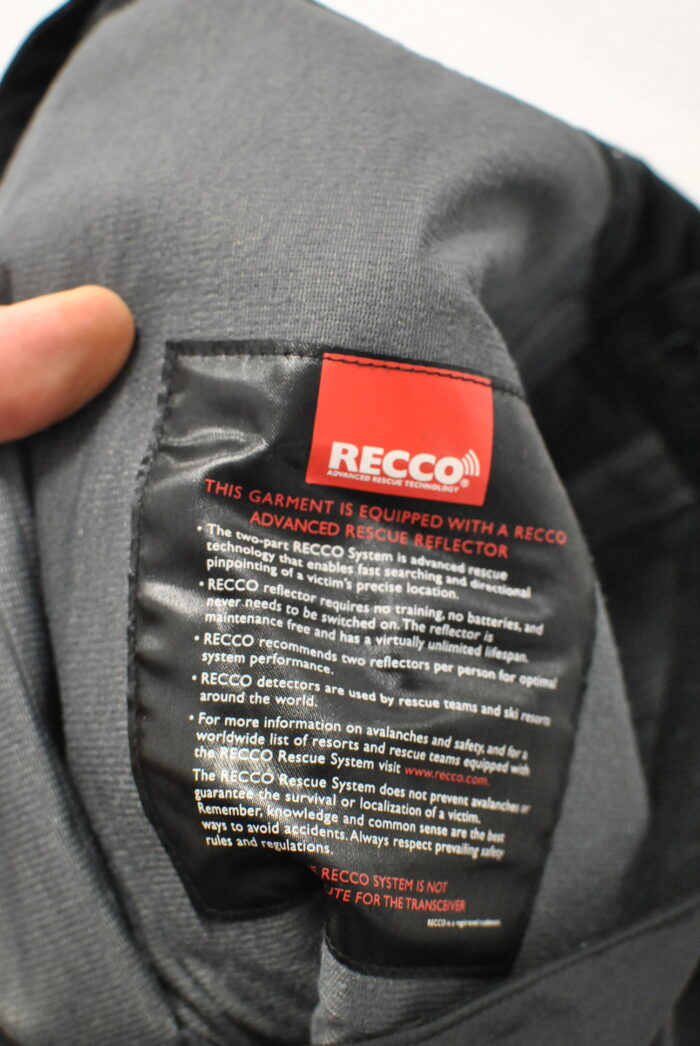 RECCO®
ADVANCED RESCUE TECHNOLOGY
THIS GARMENT IS EQUIPPED WITH A RECCO
ADVANCED RESCUE REFLECTOR
• The two-part RECCO System is advanced rescue
technology that enables fast searching and directional
pinpointing of a victim's precise location.
• RECCO reflector requires no training, no batteries, and
never needs to be switched on. The reflector is
maintenance free and has a virtually unlimited lifespan.
• RECCO recommends two reflectors per person for optimal
system performance.
• RECCO detectors are used by rescue teams and ski resorts
around the world.
• For more information on avalanches and safety, and for a
worldwide list of resorts and rescue teams equipped with
the RECCO Rescue System visit www.recco.com.
The RECCO Rescue System does not prevent avalanches or
guarantee the survival or localization of a victim.
Remember, knowledge and common sense are the best
ways to avoid accidents. Always respect prevailing safety
rules and regulations.
RECCO SYSTEM IS NOT
UTE FOR THE TRANSCEIVER
RECCO is a registered trademark.